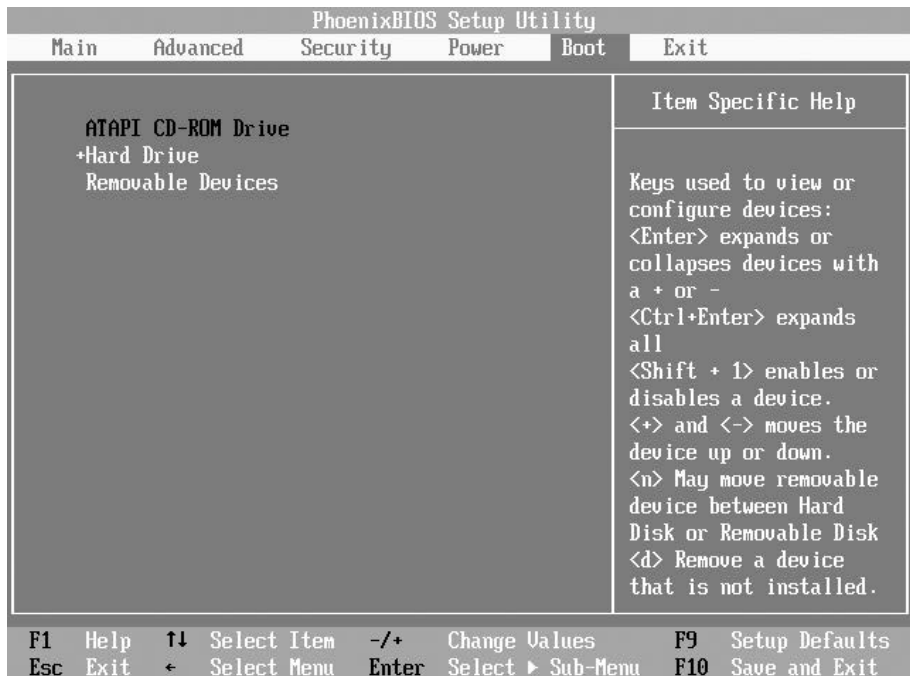 PhoenixBIOS Setup Utility
Main Advanced Security Power Boot Exit
ATAPI CD-ROM Drive
+Hard Drive
Removable Devices
Item Specific Help
Keys used to view or
configure devices:
<Enter> expands or
collapses devices with
a + or -
<Ctrl+Enter> expands
all
<Shift + 1> enables or
disables a device.
<+> and <-> moves the
device up or down.
<n> May move removable
device between Hard
Disk or Removable Disk
<d> Remove a device
that is not installed.
F1 Help ↑↓ Select Item -/+ Change Values F9 Setup Defaults
Esc Exit ← Select Menu Enter Select ▶ Sub-Menu F10 Save and Exit